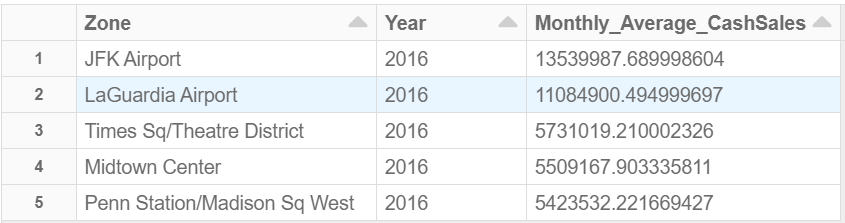 Zone Year Monthly_Average_CashSales
1 JFK Airport 2016 13539987.689998604
2 LaGuardia Airport 2016 11084900.494999697
3 Times Sq/Theatre District 2016 5731019.210002326
4 Midtown Center 2016 5509167.903335811
5 Penn Station/Madison Sq West 2016 5423532.221669427